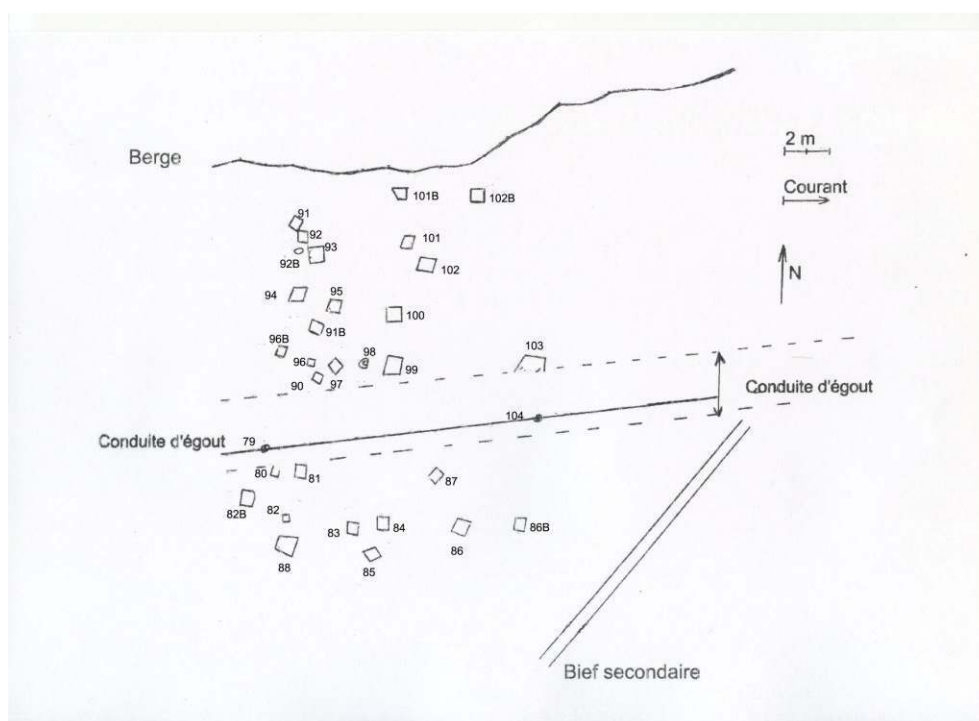 2 m
Berge
Courant
101B
102B
91
92
93
101
92B
102
N
94
95
100
91B
96B
98
103
96
99
90
97
Conduite d'égout
104
Conduite d'égout
79
80
81
87
82B
82
83
84
86
86B
88
85
Bief secondaire